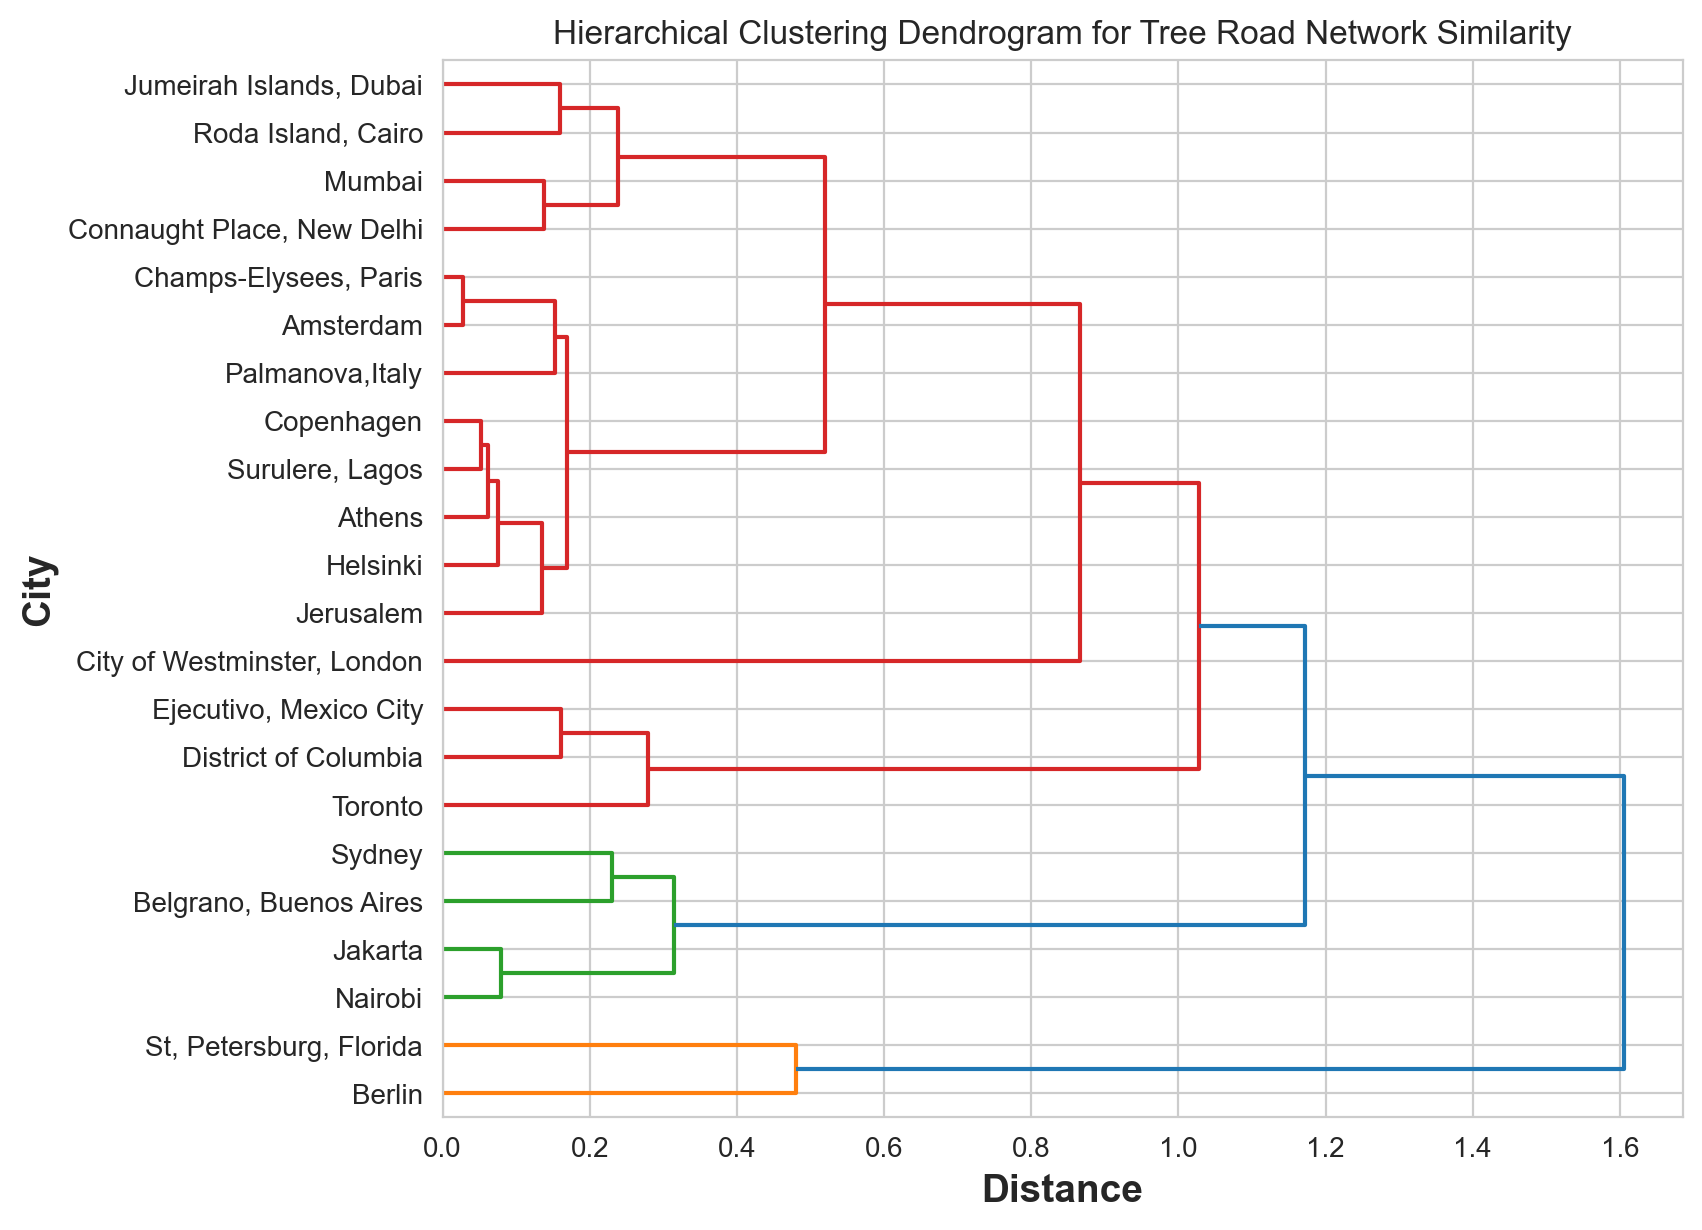 Hierarchical Clustering Dendrogram for Tree Road Network Similarity
Jumeirah Islands, Dubai
Roda Island, Cairo
Mumbai
Connaught Place, New Delhi
Champs-Elysees, Paris
Amsterdam
Palmanova,Italy
Copenhagen
Surulere, Lagos
Athens
Helsinki
Jerusalem
City of Westminster, London
Ejecutivo, Mexico City
District of Columbia
Toronto
Sydney
Belgrano, Buenos Aires
Jakarta
Nairobi
St, Petersburg, Florida
Berlin
City
0.0 0.2 0.4 0.6 0.8 1.0 1.2 1.4 1.6
Distance